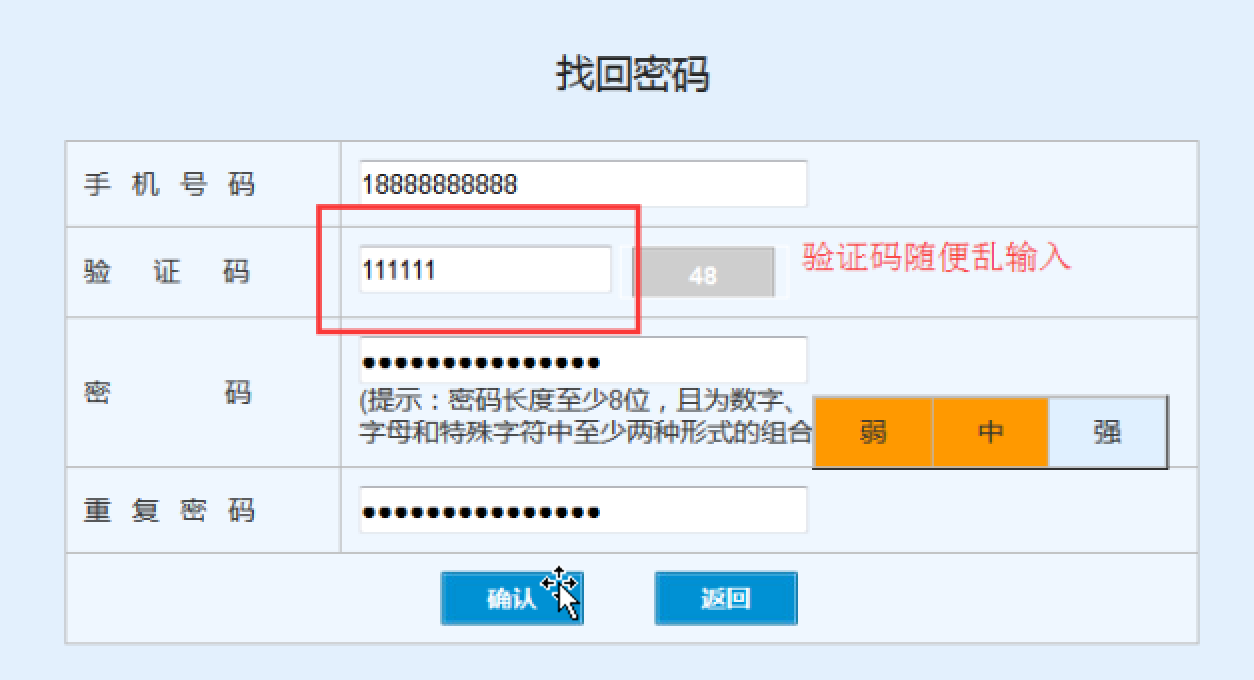 找回密码
手机号码 18888888888
验证码 111111 48 验证码随便乱输入
密码 •••••••••••••••
(提示：密码长度至少8位，且为数字、
字母和特殊字符中至少两种形式的组合 弱 中 强
重复密码 •••••••••••••••
确认 返回